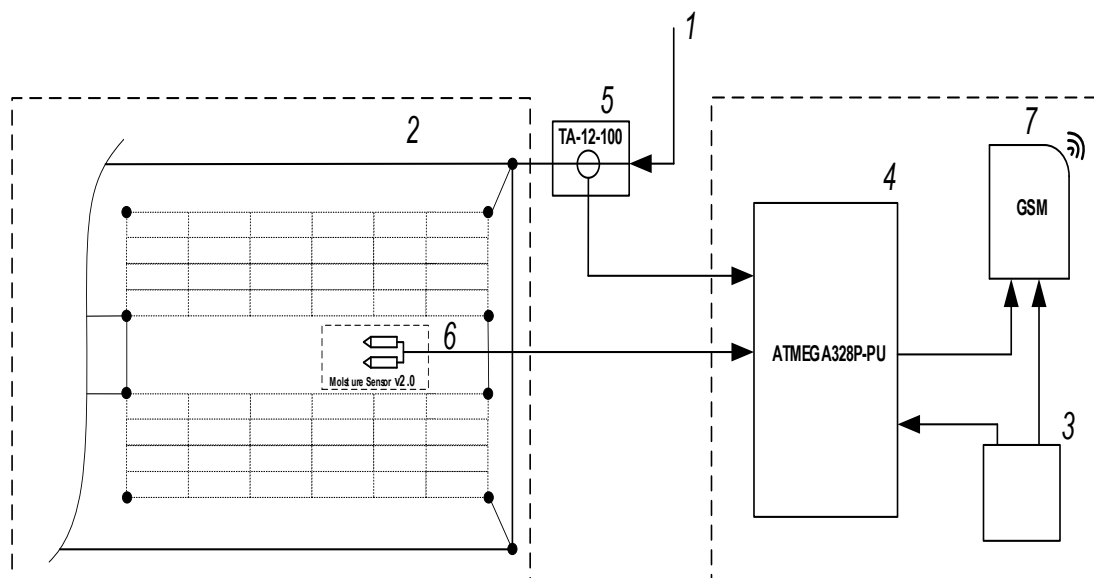 1
5
TA-12-100
2
7
GSM
4
6
Moisture Sensor v2.0
ATMEGA328P-PU
3